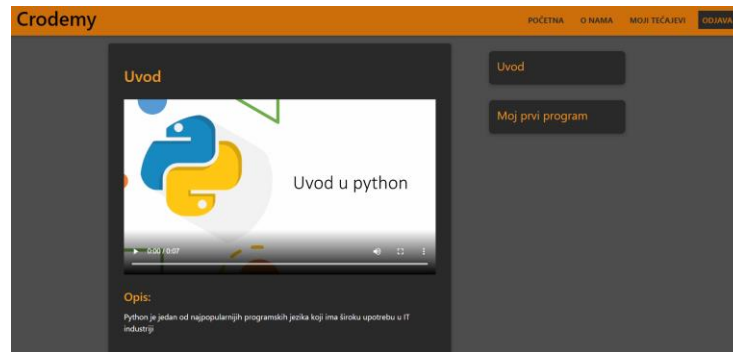 Crodemy
POČETNA O NAMA MOJI TEČAJEVI ODJAVA
Uvod
Uvod u python
0:00 / 0:07
Opis:
Python je jedan od najpopularnijih programskih jezika koji ima široku upotrebu u IT
industriji
Uvod
Moj prvi program